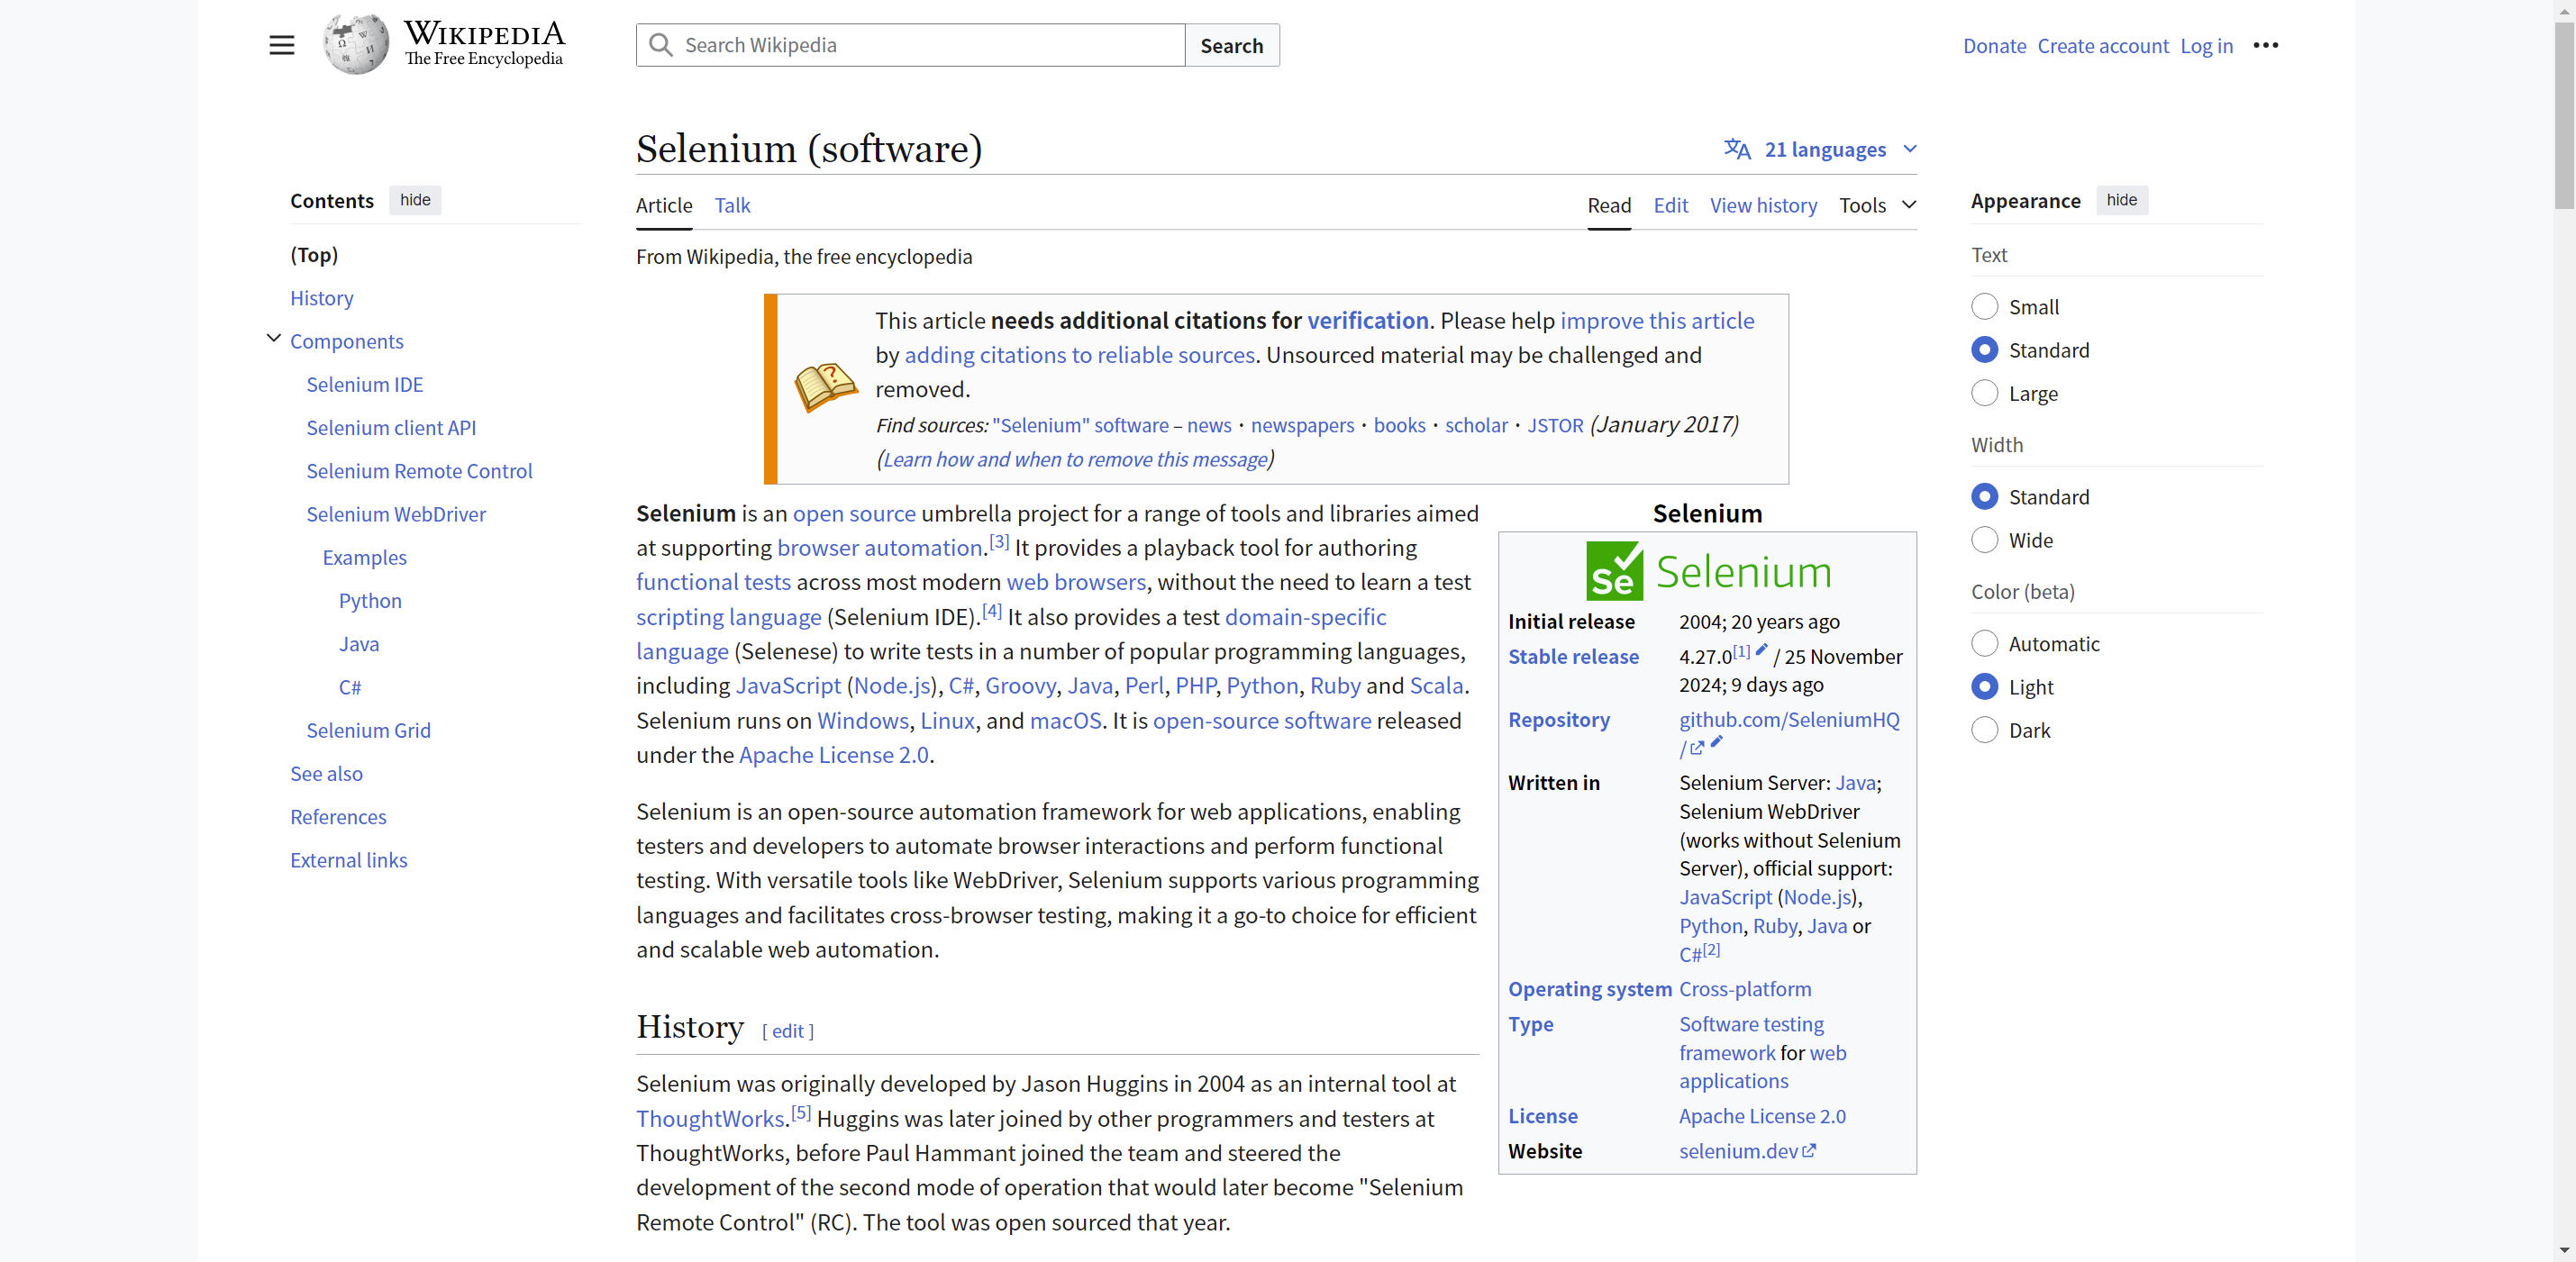 WIKIPEDIA
The Free Encyclopedia
Search Wikipedia
Search
Donate Create account Log in
Selenium (software)
21 languages
Article Talk
Read Edit View history Tools
From Wikipedia, the free encyclopedia
Contents hide
(Top)
History
Components
Selenium IDE
Selenium client API
Selenium Remote Control
Selenium WebDriver
Examples
Python
Java
C#
Selenium Grid
See also
References
External links
This article needs additional citations for verification. Please help improve this article
by adding citations to reliable sources. Unsourced material may be challenged and
removed.
Find sources: "Selenium" software – news · newspapers · books · scholar · JSTOR (January 2017)
(Learn how and when to remove this message)
Selenium is an open source umbrella project for a range of tools and libraries aimed
at supporting browser automation.[3] It provides a playback tool for authoring
functional tests across most modern web browsers, without the need to learn a test
scripting language (Selenium IDE).[4] It also provides a test domain-specific
language (Selenese) to write tests in a number of popular programming languages,
including JavaScript (Node.js), C#, Groovy, Java, Perl, PHP, Python, Ruby and Scala.
Selenium runs on Windows, Linux, and macOS. It is open-source software released
under the Apache License 2.0.
Selenium is an open-source automation framework for web applications, enabling
testers and developers to automate browser interactions and perform functional
testing. With versatile tools like WebDriver, Selenium supports various programming
languages and facilitates cross-browser testing, making it a go-to choice for efficient
and scalable web automation.
History [ edit ]
Selenium was originally developed by Jason Huggins in 2004 as an internal tool at
ThoughtWorks.[5] Huggins was later joined by other programmers and testers at
ThoughtWorks, before Paul Hammant joined the team and steered the
development of the second mode of operation that would later become "Selenium
Remote Control" (RC). The tool was open sourced that year.
Selenium
Se Selenium
Initial release 2004; 20 years ago
Stable release 4.27.0[1] / 25 November
2024; 9 days ago
Repository github.com/SeleniumHQ
/
Written in Selenium Server: Java;
Selenium WebDriver
(works without Selenium
Server), official support:
JavaScript (Node.js),
Python, Ruby, Java or
C#[2]
Operating system Cross-platform
Type Software testing
framework for web
applications
License Apache License 2.0
Website selenium.dev
Appearance hide
Text
Small
Standard
Large
Width
Standard
Wide
Color (beta)
Automatic
Light
Dark